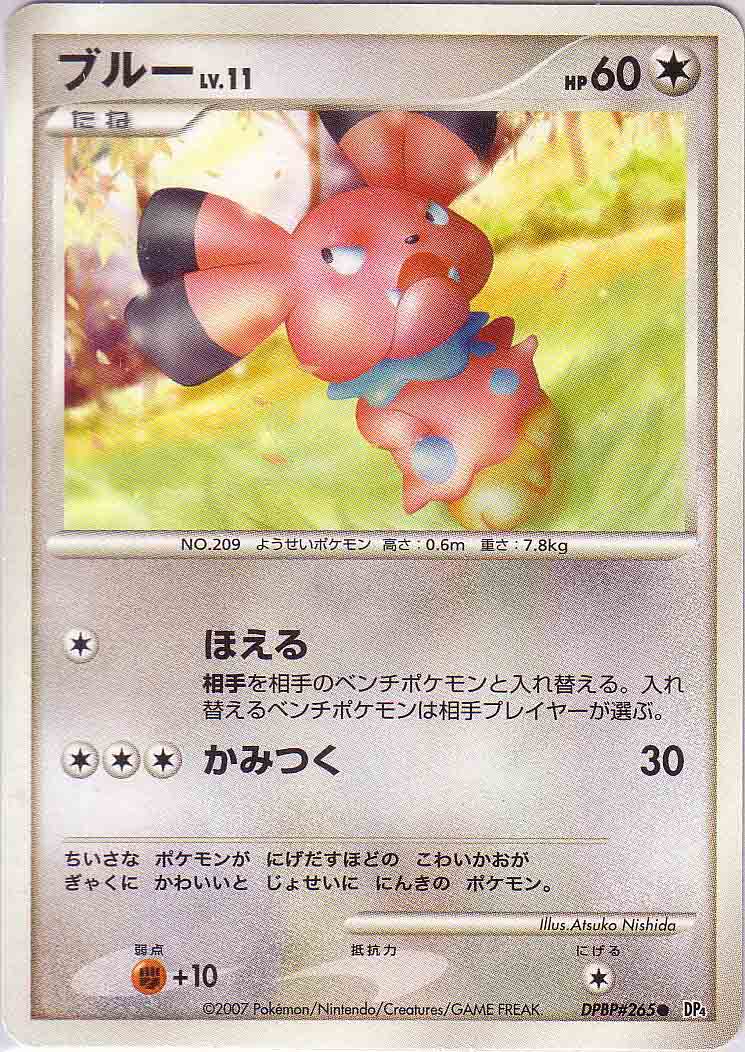 ブルー LV.11 HP60
たね
NO.209 ようせいポケモン 高さ:0.6m 重さ:7.8kg
ほえる
相手を相手のベンチポケモンと入れ替える。入れ
替えるベンチポケモンは相手プレイヤーが選ぶ。
かみつく 30
ちいさな ポケモンが にげだすほどの こわいかおが
ぎゃくに かわいいと じょせいに にんきの ポケモン。
Illus.Atsuko Nishida
弱点 抵抗力 にげる
+10
©2007 Pokémon/Nintendo/Creatures/GAME FREAK. DPBP#265● DP4